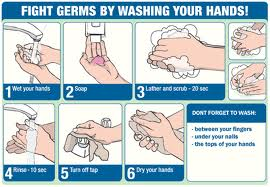 FIGHT GERMS BY WASHING YOUR HANDS!
1 Wet your hands
2 Soap
3 Lather and scrub - 20 sec
4 Rinse - 10 sec
5 Turn off tap
6 Dry your hands
DON'T FORGET TO WASH:
- between your fingers
- under your nails
- the tops of your hands